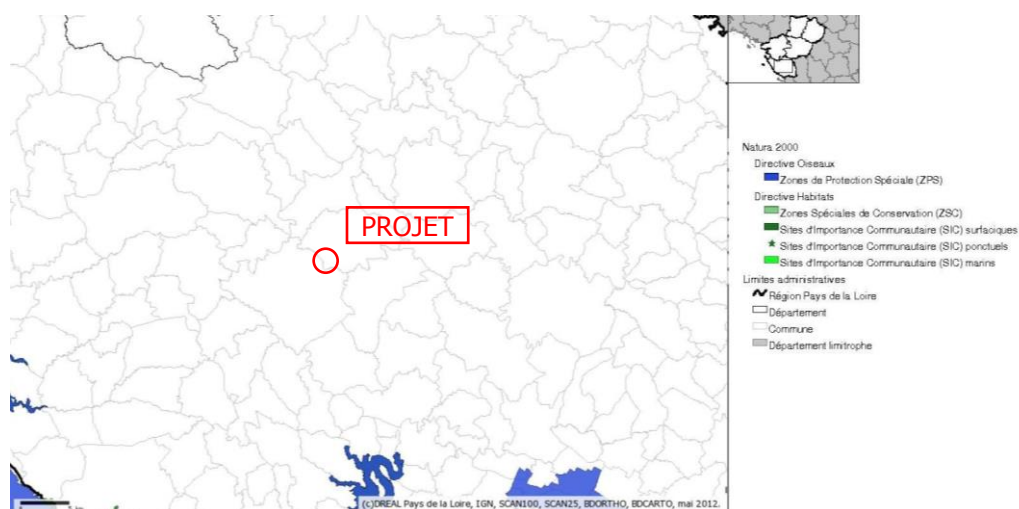 PROJET
Natura 2000
Directive Oiseaux
Zones de Protection Spéciale (ZPS)
Directive Habitats
Zones Spéciales de Conservation (ZSC)
Sites d'Importance Communautaire (SIC) surfaciques
Sites d'Importance Communautaire (SIC) ponctuels
Sites d'Importance Communautaire (SIC) marins
Limites administratives
Région Pays de la Loire
Département
Commune
Département limitrophe
(c)DREAL Pays de la Loire, IGN, SCAN100, SCAN25, BDORTHO, BDCARTO, mai 2012.